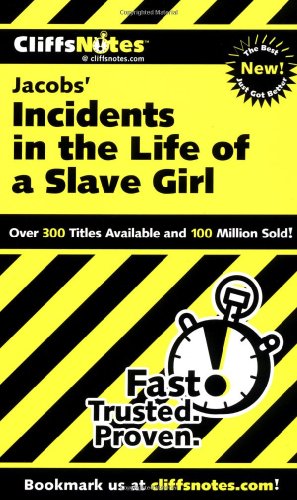 CliffsNotes™
@ cliffsnotes.com
The Best
New!
Just Got Better
Jacobs'
Incidents
in the Life of
a Slave Girl
Over 300 Titles Available and 100 Million Sold!
Fast.
Trusted.
Proven.
Bookmark us at cliffsnotes.com!